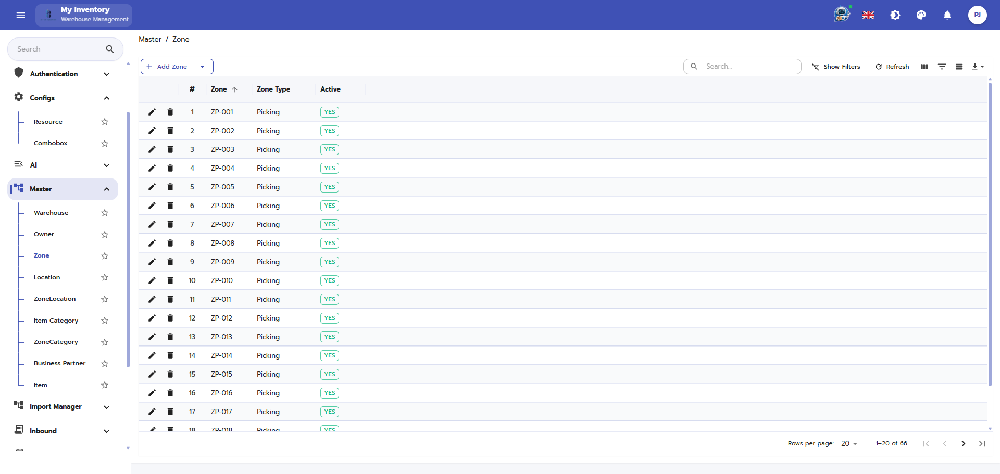 My Inventory
Warehouse Management
PJ
Search
Authentication
Configs
Resource
Combobox
AI
Master
Warehouse
Owner
Zone
Location
ZoneLocation
Item Category
ZoneCategory
Business Partner
Item
Import Manager
Inbound
Master / Zone
Add Zone
Search...
Show Filters
Refresh
# Zone Zone Type Active
1 ZP-001 Picking YES
2 ZP-002 Picking YES
3 ZP-003 Picking YES
4 ZP-004 Picking YES
5 ZP-005 Picking YES
6 ZP-006 Picking YES
7 ZP-007 Picking YES
8 ZP-008 Picking YES
9 ZP-009 Picking YES
10 ZP-010 Picking YES
11 ZP-011 Picking YES
12 ZP-012 Picking YES
13 ZP-013 Picking YES
14 ZP-014 Picking YES
15 ZP-015 Picking YES
16 ZP-016 Picking YES
17 ZP-017 Picking YES
18 ZP-018 Picking YES
Rows per page: 20 1–20 of 66